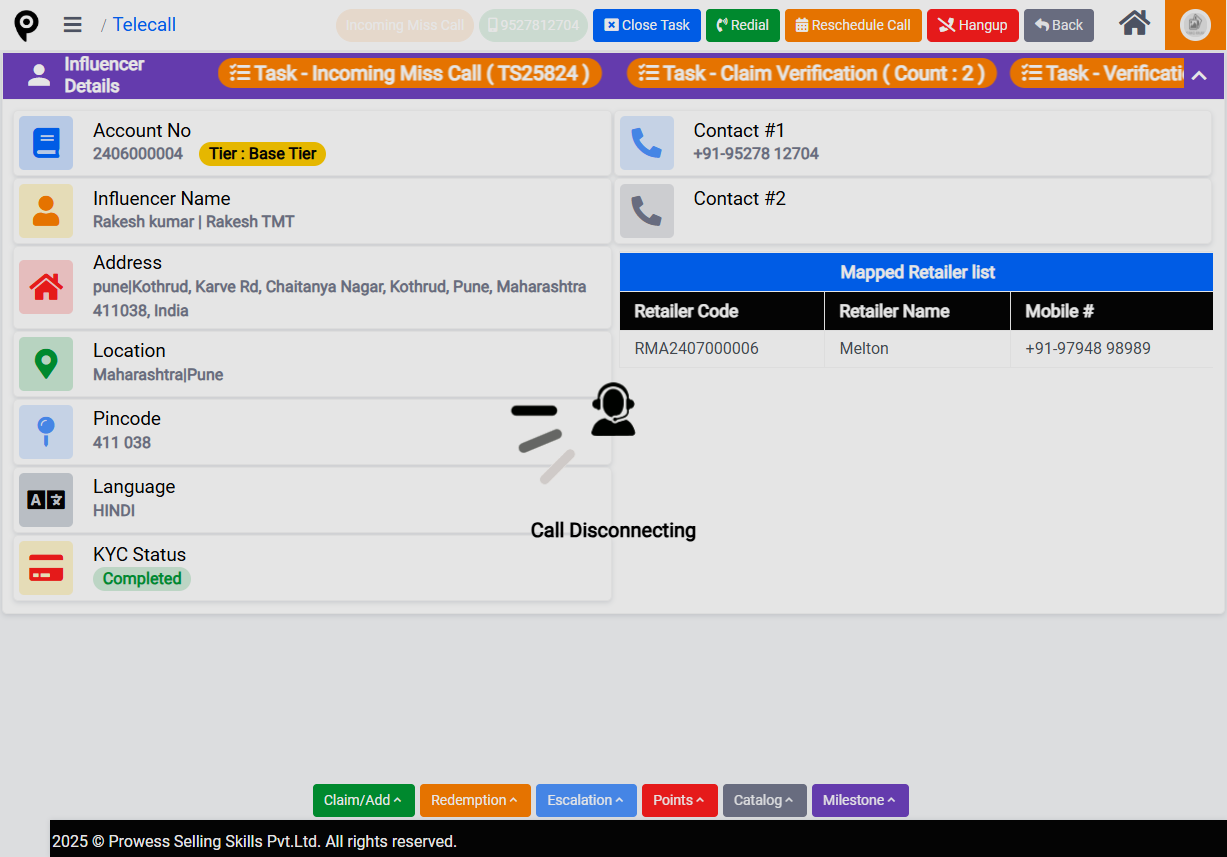 / Telecall
Incoming Miss Call
9527812704
Close Task
Redial
Reschedule Call
Hangup
Back
Influencer
Details
Task - Incoming Miss Call ( TS25824 )
Task - Claim Verification ( Count : 2 )
Task - Verificati
Account No
2406000004
Tier : Base Tier
Contact #1
+91-95278 12704
Influencer Name
Rakesh kumar | Rakesh TMT
Contact #2
Address
pune|Kothrud, Karve Rd, Chaitanya Nagar, Kothrud, Pune, Maharashtra
411038, India
Mapped Retailer list
Retailer Code Retailer Name Mobile #
RMA2407000006 Melton +91-97948 98989
Location
Maharashtra|Pune
Pincode
411 038
Language
HINDI
Call Disconnecting
KYC Status
Completed
Claim/Add
Redemption
Escalation
Points
Catalog
Milestone
2025 © Prowess Selling Skills Pvt.Ltd. All rights reserved.